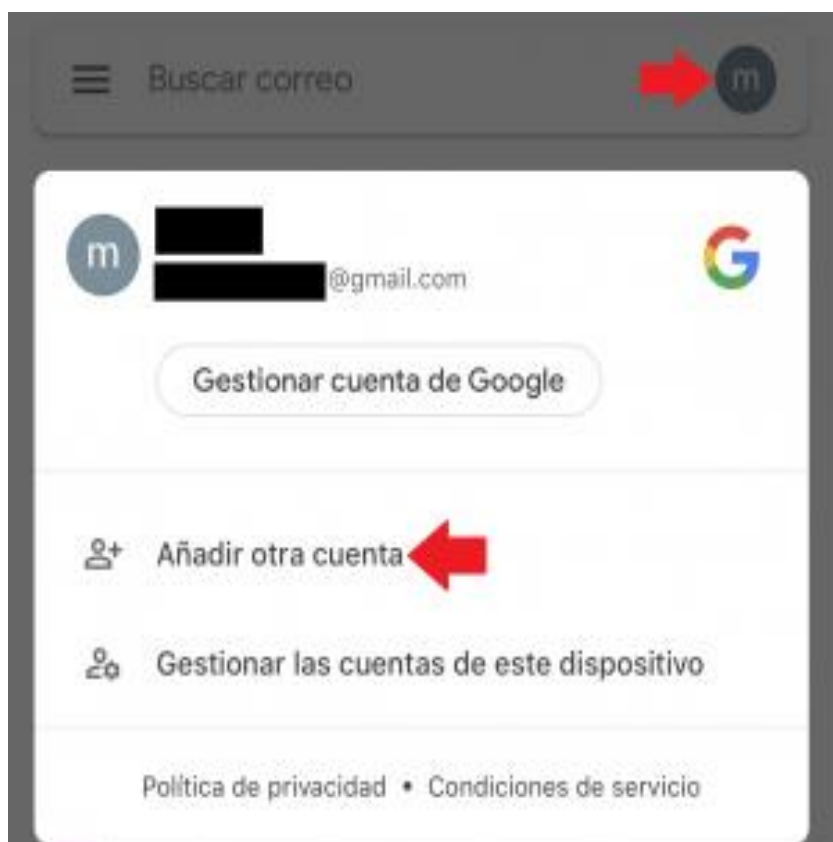 Buscar correo
m
m
@gmail.com
G
Gestionar cuenta de Google
Añadir otra cuenta
Gestionar las cuentas de este dispositivo
Política de privacidad • Condiciones de servicio